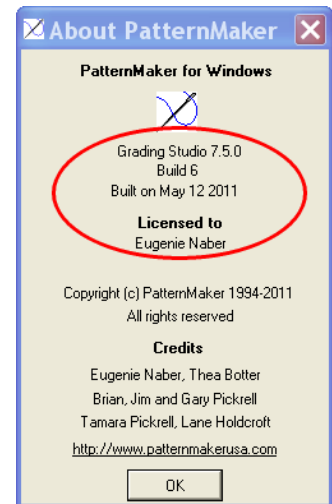 About PatternMaker
PatternMaker for Windows
Grading Studio 7.5.0
Build 6
Built on May 12 2011
Licensed to
Eugenie Naber
Copyright (c) PatternMaker 1994-2011
All rights reserved
Credits
Eugenie Naber, Thea Botter
Brian, Jim and Gary Pickrell
Tamara Pickrell, Lane Holdcroft
http://www.patternmakerusa.com
OK